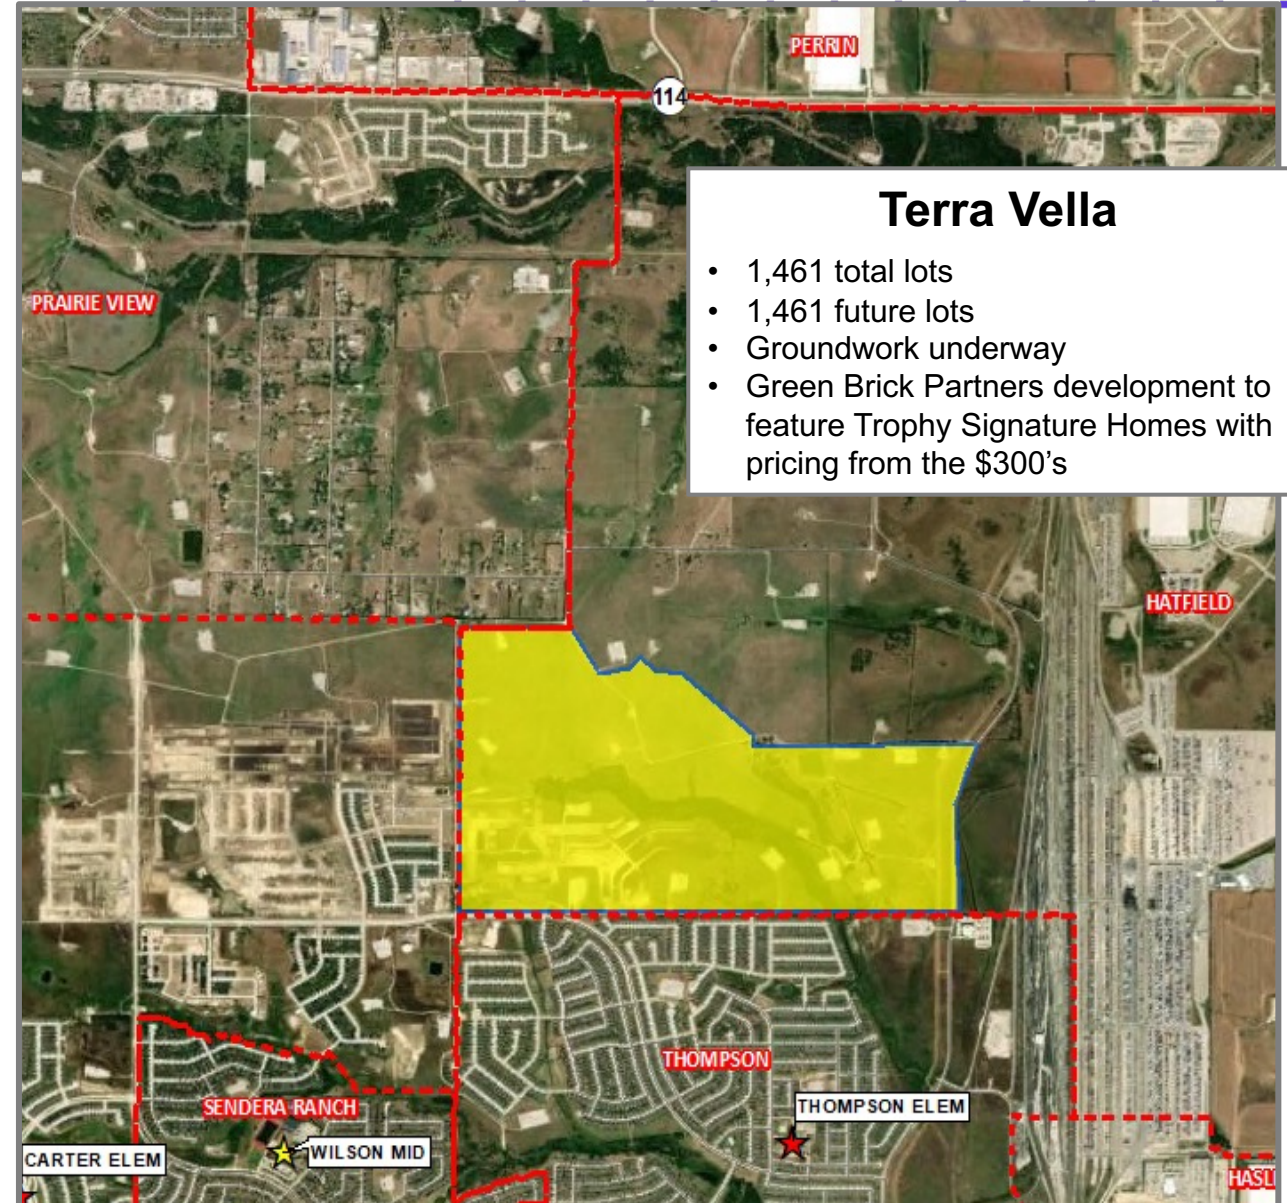 PERRIN
114
Terra Vella
• 1,461 total lots
• 1,461 future lots
• Groundwork underway
• Green Brick Partners development to
feature Trophy Signature Homes with
pricing from the $300’s
PRAIRIE VIEW
HATFIELD
THOMPSON
SENDERA RANCH
THOMPSON ELEM
WILSON MID
CARTER ELEM
HASL